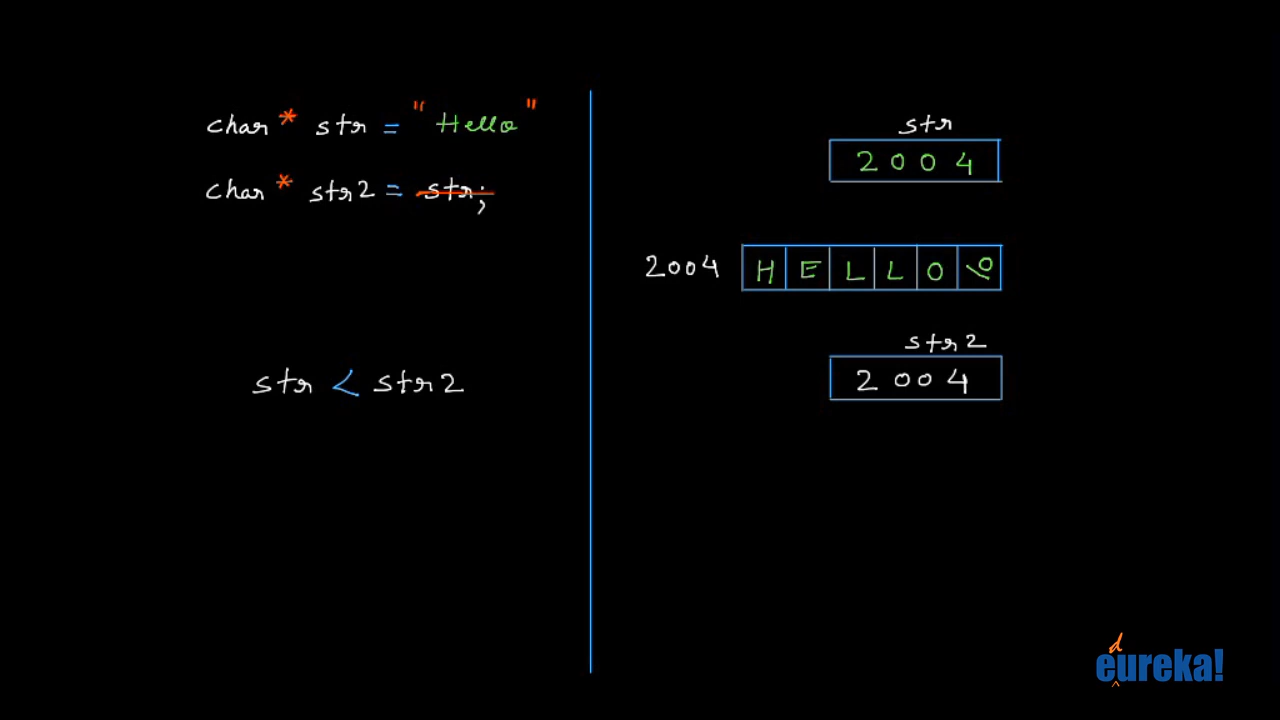 char * str = "Hello"
char * str2 = str;
str < str2
str
2004
2004 H E L L O \0
str2
2004
d
eureka!
^